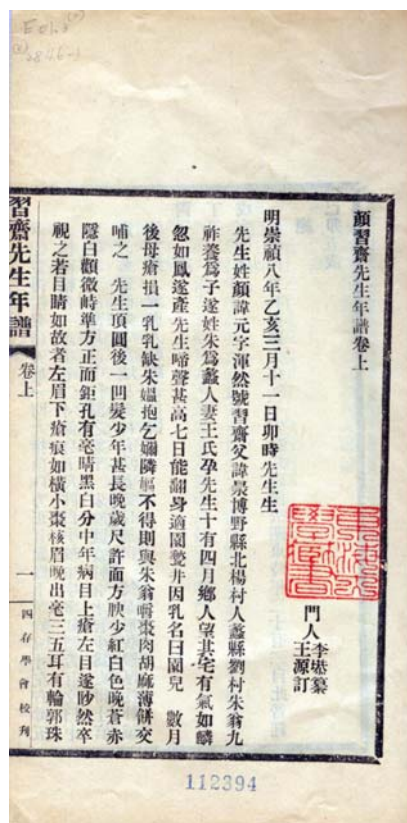 顏習齋先生年譜卷上
門人李塨纂
王源訂
明崇禎八年乙亥三月十一日卯時先生生
先生姓顏諱元字渾然號習齋父諱㫤博野縣北楊村人蠡縣劉村朱翁九
祚養爲子遂姓朱爲蠡人妻王氏孕先生十有四月鄉人望其宅有氣如麟
忽如鳳遂產先生啼聲甚高七日能翻身適園甃井因乳名曰園兒　數月
後母瘡損一乳乳缺朱媼抱乞嫺隣嫗不得則與朱翁嚼棗肉胡麻薄餅交
哺之　先生頂圓後一凹髮少年甚長晚歲尺許面方腴少紅白色晚蒼赤
隱白顴微峙準方正而鉅孔有毫睛黑白分中年病目上瘡左目遂眇然卒
視之若目睛如故者左眉下瘡痕如橫小棗核眉晚出毫三五耳有輪郭珠
習齋先生年譜
卷上
一
四存學會校刊
112394